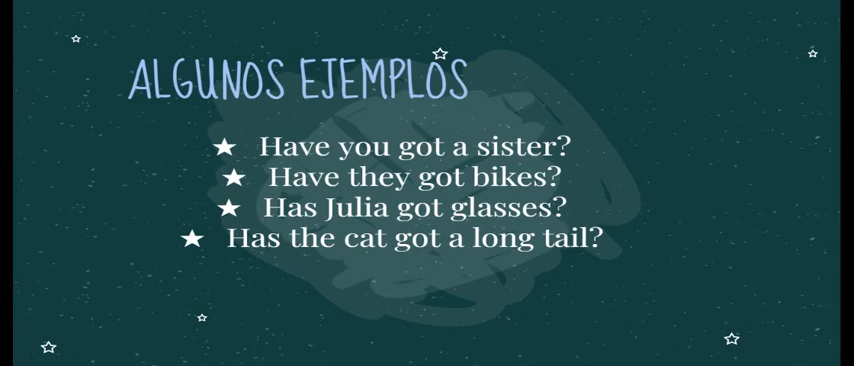 ALGUNOS EJEMPLOS
Have you got a sister?
Have they got bikes?
Has Julia got glasses?
Has the cat got a long tail?